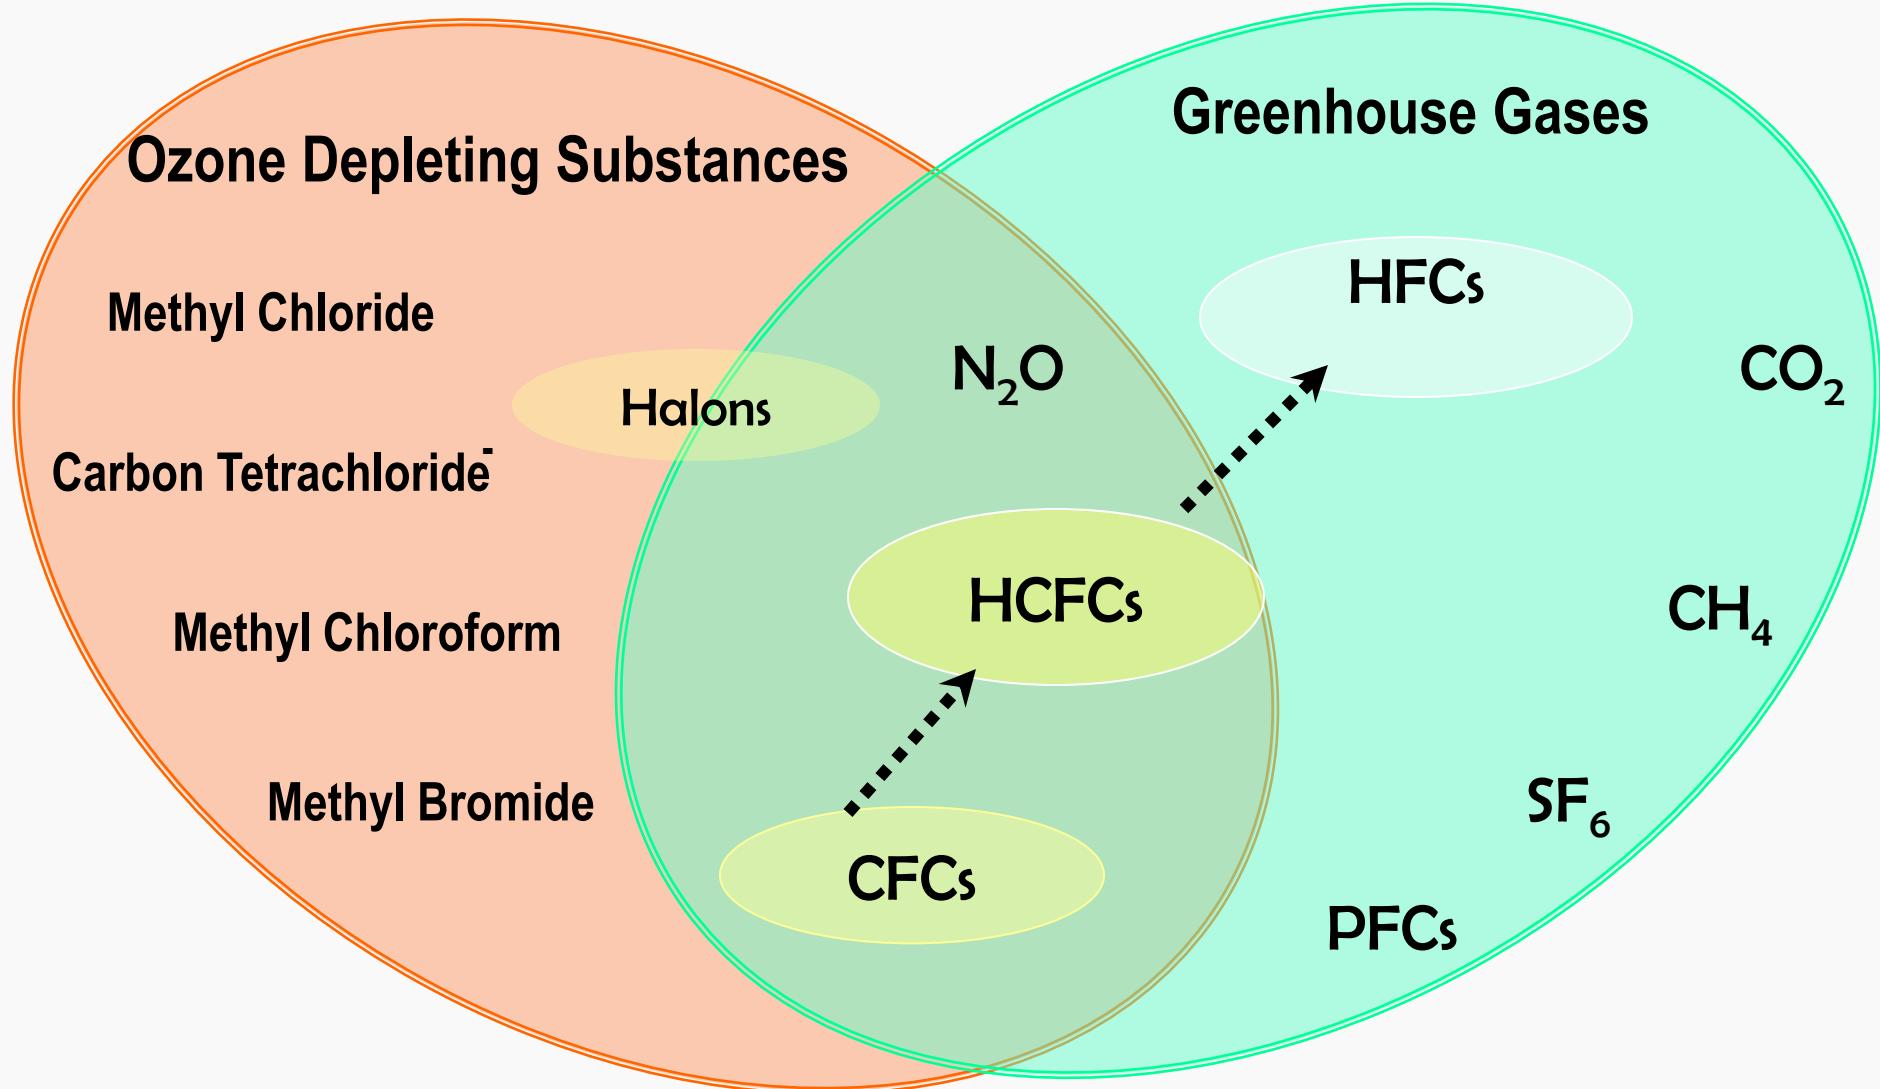 Greenhouse Gases
Ozone Depleting Substances
HFCs
Methyl Chloride
N₂O
CO₂
Halons
Carbon Tetrachloride
HCFCs
CH₄
Methyl Chloroform
Methyl Bromide
SF₆
CFCs
PFCs